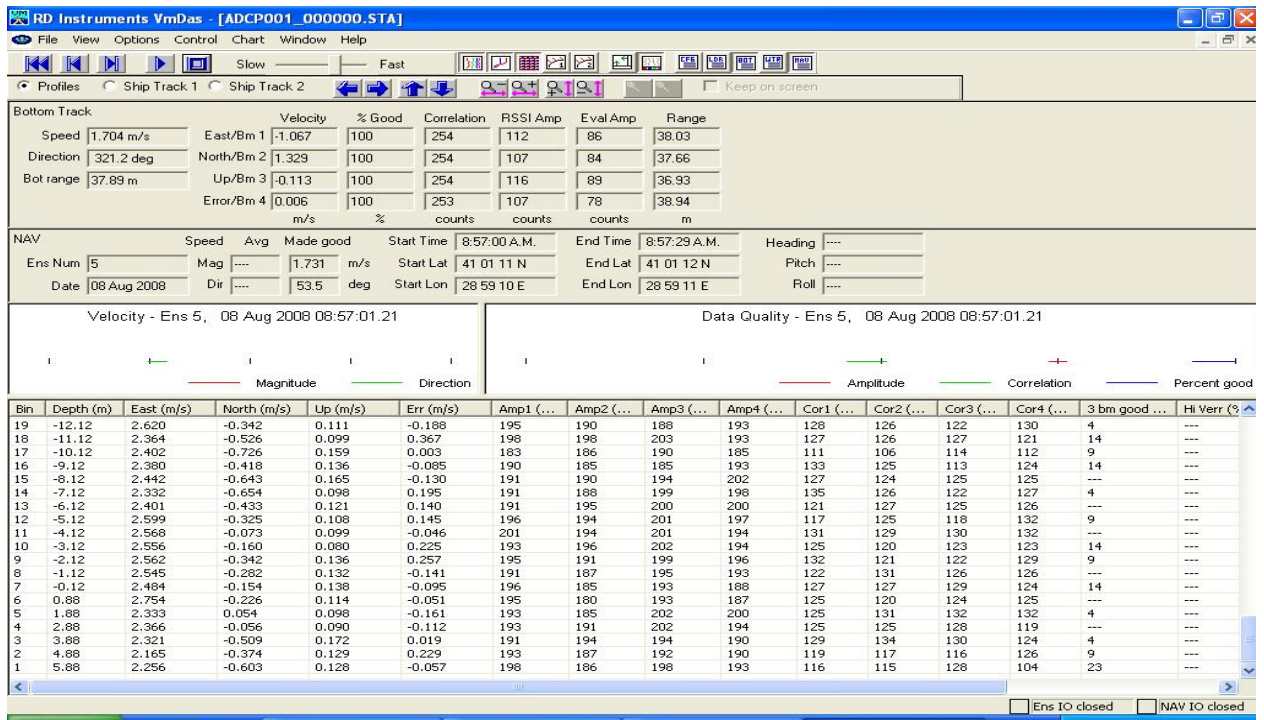 RD Instruments VmDas - [ADCP001_000000.STA]
File View Options Control Chart Window Help
Slow Fast CFG LOG BOT WTR NAV
Profiles Ship Track 1 Ship Track 2 Keep on screen
Bottom Track Velocity % Good Correlation RSSI Amp Eval Amp Range
Speed 1.704 m/s East/Bm 1 -1.067 100 254 112 86 38.03
Direction 321.2 deg North/Bm 2 1.329 100 254 107 84 37.66
Bot range 37.89 m Up/Bm 3 -0.113 100 254 116 89 36.93
Error/Bm 4 0.006 100 253 107 78 38.94
m/s % counts counts counts m
NAV Speed Avg Made good Start Time 8:57:00 A.M. End Time 8:57:29 A.M. Heading ----
Ens Num 5 Mag ---- 1.731 m/s Start Lat 41 01 11 N End Lat 41 01 12 N Pitch ----
Date 08 Aug 2008 Dir ---- 53.5 deg Start Lon 28 59 10 E End Lon 28 59 11 E Roll ----
Velocity - Ens 5, 08 Aug 2008 08:57:01.21 Data Quality - Ens 5, 08 Aug 2008 08:57:01.21
Magnitude Direction Amplitude Correlation Percent good
Bin Depth (m) East (m/s) North (m/s) Up (m/s) Err (m/s) Amp1 (... Amp2 (... Amp3 (... Amp4 (... Cor1 (... Cor2 (... Cor3 (... Cor4 (... 3 bm good ... Hi Verr (%
19 -12.12 2.620 -0.342 0.111 -0.188 195 190 188 193 128 126 122 130 4 ---
18 -11.12 2.364 -0.526 0.099 0.367 198 198 203 193 127 126 127 121 14 ---
17 -10.12 2.402 -0.726 0.159 0.003 183 186 190 185 111 106 114 112 9 ---
16 -9.12 2.380 -0.418 0.136 -0.085 190 185 185 193 133 125 113 124 14 ---
15 -8.12 2.442 -0.643 0.165 -0.130 191 190 194 202 127 124 125 125 --- ---
14 -7.12 2.332 -0.654 0.098 0.195 191 188 199 198 135 126 122 127 4 ---
13 -6.12 2.401 -0.433 0.121 0.140 191 195 200 200 121 127 125 126 --- ---
12 -5.12 2.599 -0.325 0.108 0.145 196 194 201 197 117 125 118 132 9 ---
11 -4.12 2.568 -0.073 0.099 -0.046 201 194 201 194 131 129 130 132 --- ---
10 -3.12 2.556 -0.160 0.080 0.225 193 196 202 194 125 120 123 123 14 ---
9 -2.12 2.562 -0.342 0.136 0.257 195 191 199 196 132 121 122 129 9 ---
8 -1.12 2.545 -0.282 0.132 -0.141 191 187 195 193 122 131 126 126 --- ---
7 -0.12 2.484 -0.154 0.138 -0.095 196 185 193 188 127 127 129 124 14 ---
6 0.88 2.754 -0.226 0.114 -0.051 195 180 193 187 125 120 124 125 --- ---
5 1.88 2.333 0.054 0.098 -0.161 193 185 202 200 125 131 132 132 4 ---
4 2.88 2.366 -0.056 0.090 -0.112 193 191 202 194 125 125 128 119 --- ---
3 3.88 2.321 -0.509 0.172 0.019 191 194 194 190 129 134 130 124 4 ---
2 4.88 2.165 -0.374 0.129 0.229 193 187 192 190 119 117 116 126 9 ---
1 5.88 2.256 -0.603 0.128 -0.057 198 186 198 193 116 115 128 104 23 ---
Ens IO closed NAV IO closed